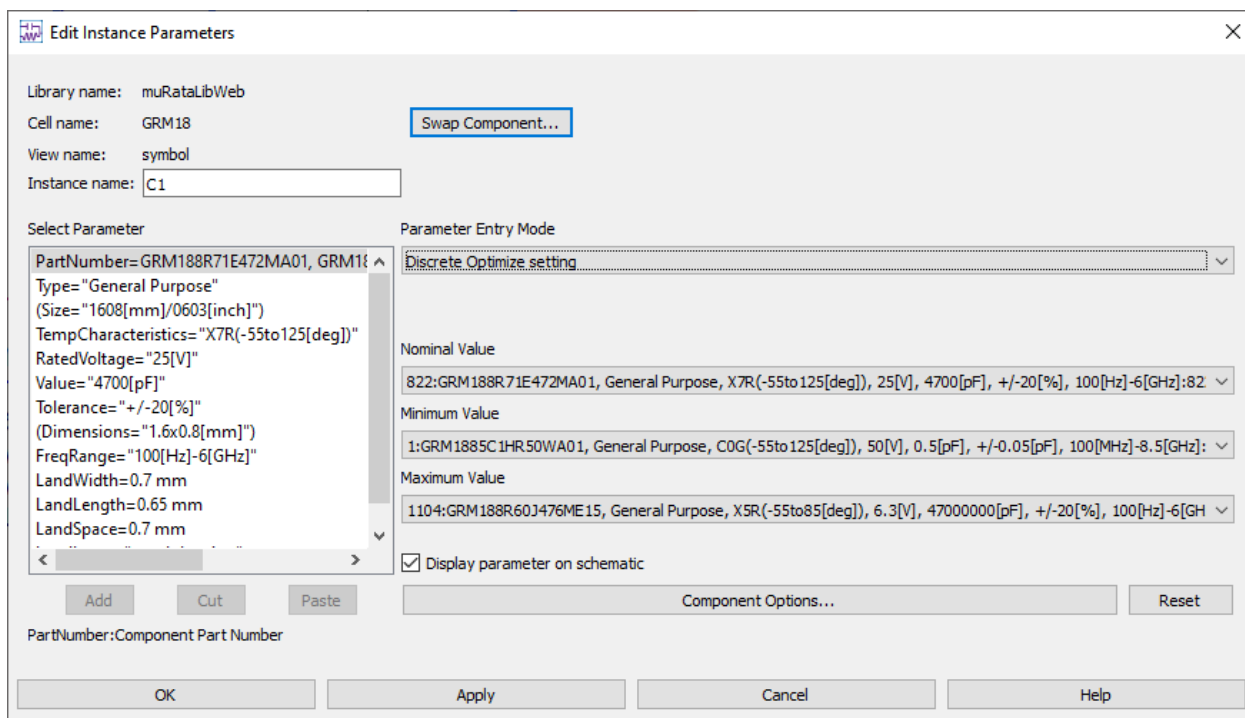 Edit Instance Parameters
Library name: muRataLibWeb
Cell name: GRM18
Swap Component...
View name: symbol
Instance name: C1
Select Parameter
PartNumber=GRM188R71E472MA01, GRM18
Type="General Purpose"
(Size="1608[mm]/0603[inch]")
TempCharacteristics="X7R(-55to125[deg])"
RatedVoltage="25[V]"
Value="4700[pF]"
Tolerance="+/-20[%]"
(Dimensions="1.6x0.8[mm]")
FreqRange="100[Hz]-6[GHz]"
LandWidth=0.7 mm
LandLength=0.65 mm
LandSpace=0.7 mm
Parameter Entry Mode
Discrete Optimize setting
Nominal Value
822:GRM188R71E472MA01, General Purpose, X7R(-55to125[deg]), 25[V], 4700[pF], +/-20[%], 100[Hz]-6[GHz]:82
Minimum Value
1:GRM1885C1HR50WA01, General Purpose, C0G(-55to125[deg]), 50[V], 0.5[pF], +/-0.05[pF], 100[MHz]-8.5[GHz]:
Maximum Value
1104:GRM188R60J476ME15, General Purpose, X5R(-55to85[deg]), 6.3[V], 47000000[pF], +/-20[%], 100[Hz]-6[GH
Display parameter on schematic
Add Cut Paste
Component Options... Reset
PartNumber:Component Part Number
OK Apply Cancel Help